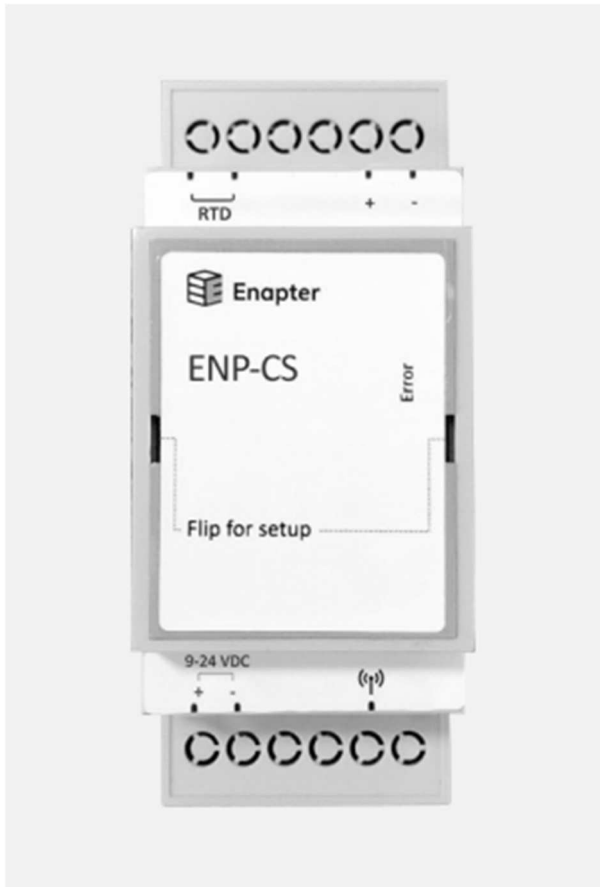 RTD + -
Enapter
ENP-CS
Error
Flip for setup
9-24 VDC
+ -